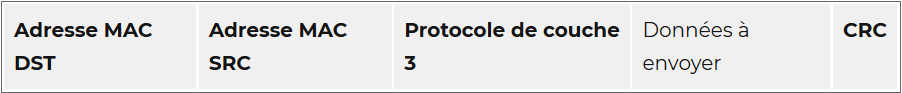 Adresse MAC
DST
Adresse MAC
SRC
Protocole de couche
3
Données à
envoyer
CRC